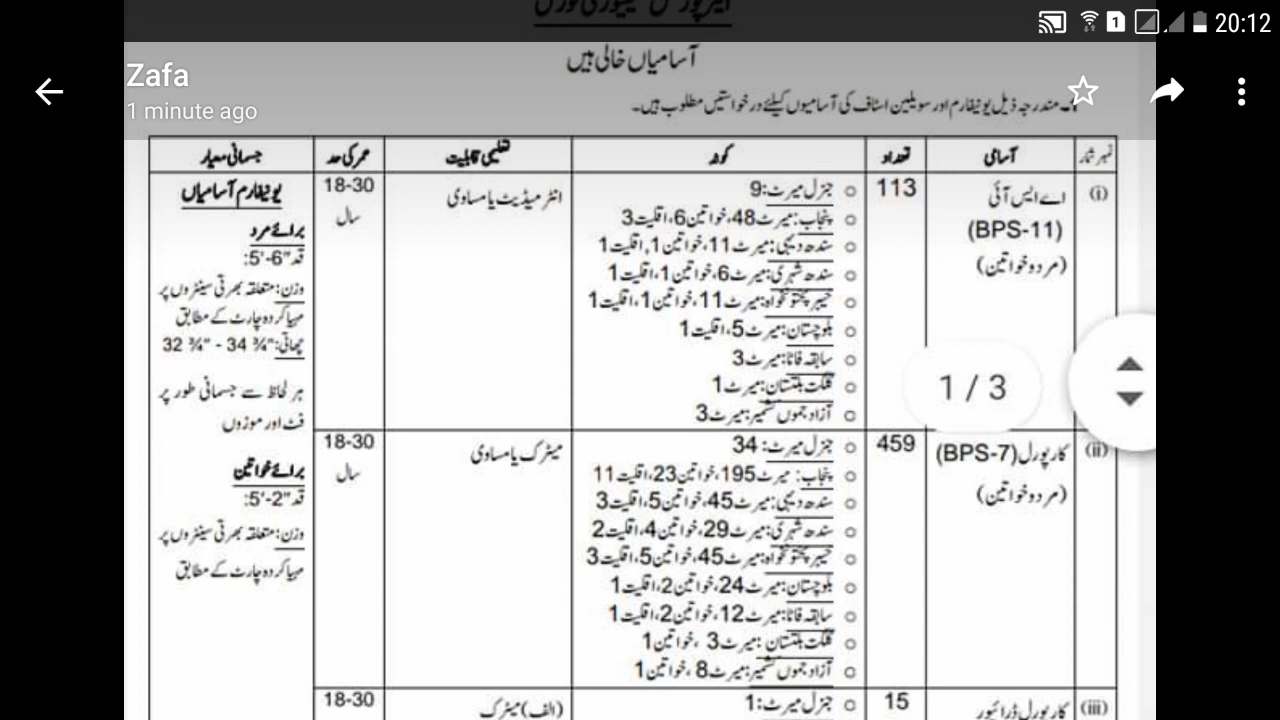 20:12
1
Zafa
1 minute ago
ایئرپورٹس سیکیورٹی فورس
آسامیاں خالی ہیں
مندرجہ ذیل یونیفارم اور سویلین اسٹاف کی آسامیوں کیلئے درخواستیں مطلوب ہیں۔
نمبر شمار آسامی تعداد کوٹہ تعلیمی قابلیت عمر کی حد جسمانی معیار
(i) اے ایس آئی
(BPS-11)
(مرد و خواتین)
113
جنرل میرٹ:9
پنجاب:میرٹ48،خواتین6،اقلیت3
سندھ دیہی:میرٹ11،خواتین1،اقلیت1
سندھ شہری:میرٹ6،خواتین1،اقلیت1
خیبر پختونخواہ:میرٹ11،خواتین1،اقلیت1
بلوچستان:میرٹ5،اقلیت1
سابقہ فاٹا:میرٹ3
گلگت بلتستان:میرٹ1
آزاد جموں کشمیر:میرٹ3
انٹرمیڈیٹ یا مساوی
18-30
سال
یونیفارم آسامیاں
برائے مرد
قد"6-'5:
وزن:متعلقہ بھرتی سینٹروں پر
مہیا کردہ چارٹ کے مطابق
چھاتی:"¾ 34 - "¾ 32
ہر لحاظ سے جسمانی طور پر
فٹ اور موزوں
برائے خواتین
قد"2-'5:
وزن:متعلقہ بھرتی سینٹروں پر
مہیا کردہ چارٹ کے مطابق
1 / 3
(ii) کارپورل(BPS-7)
(مرد و خواتین)
459
جنرل میرٹ: 34
پنجاب: میرٹ195،خواتین23،اقلیت 11
سندھ دیہی:میرٹ45،خواتین5،اقلیت3
سندھ شہری:میرٹ29،خواتین4،اقلیت2
خیبر پختونخواہ:میرٹ45،خواتین5،اقلیت3
بلوچستان:میرٹ24،خواتین2،اقلیت1
سابقہ فاٹا:میرٹ12،خواتین2،اقلیت1
گلگت بلتستان :میرٹ3 ،خواتین1
آزاد جموں کشمیر:میرٹ8 ،خواتین1
میٹرک یا مساوی
18-30
سال
(iii) کارپورل ڈرائیور
15
جنرل میرٹ:1
(الف)میٹرک
18-30